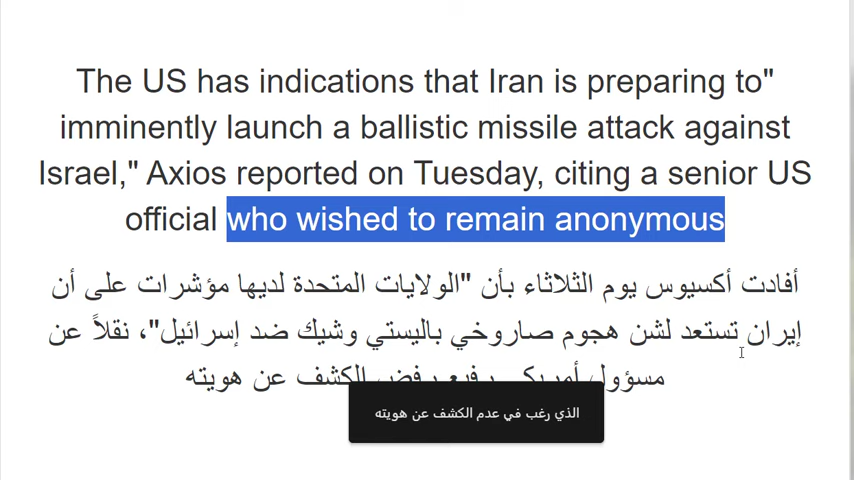 The US has indications that Iran is preparing to"
imminently launch a ballistic missile attack against
Israel," Axios reported on Tuesday, citing a senior US
official who wished to remain anonymous
أفادت أكسيوس يوم الثلاثاء بأن "الولايات المتحدة لديها مؤشرات على أن
إيران تستعد لشن هجوم صاروخي باليستي وشيك ضد إسرائيل"، نقلاً عن
مسؤول أمريكي رفيع رفض الكشف عن هويته
الذي رغب في عدم الكشف عن هويته